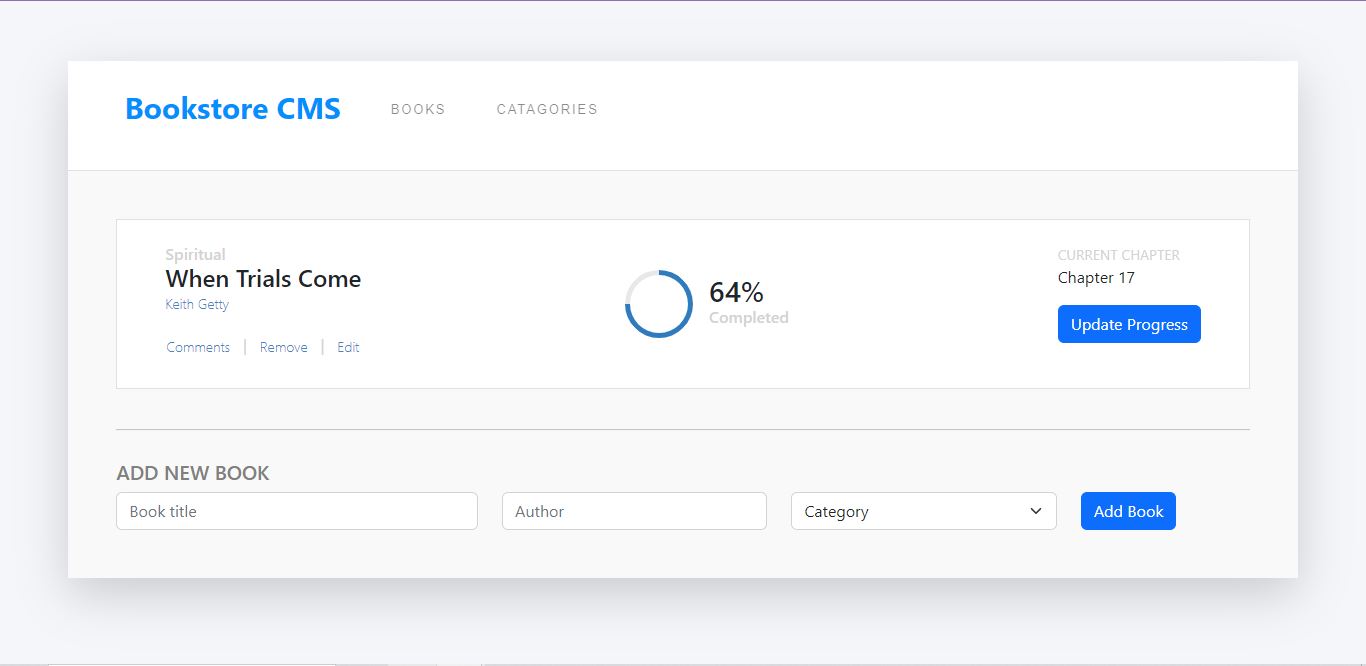 Bookstore CMS BOOKS CATAGORIES
Spiritual
When Trials Come
Keith Getty
Comments | Remove | Edit
64%
Completed
CURRENT CHAPTER
Chapter 17
Update Progress
ADD NEW BOOK
Book title Author Category Add Book